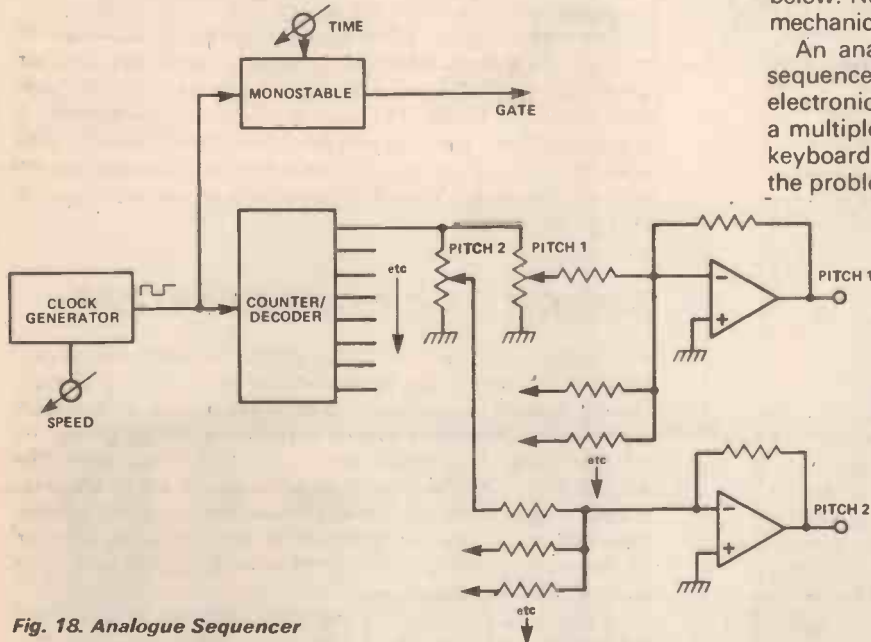 below. No
mechanic
An ana
sequence
electronic
a multiple
keyboard
the proble
TIME
MONOSTABLE
GATE
PITCH 2
PITCH 1
etc
PITCH 1
CLOCK
GENERATOR
COUNTER/
DECODER
SPEED
etc
PITCH 2
etc
Fig. 18. Analogue Sequencer